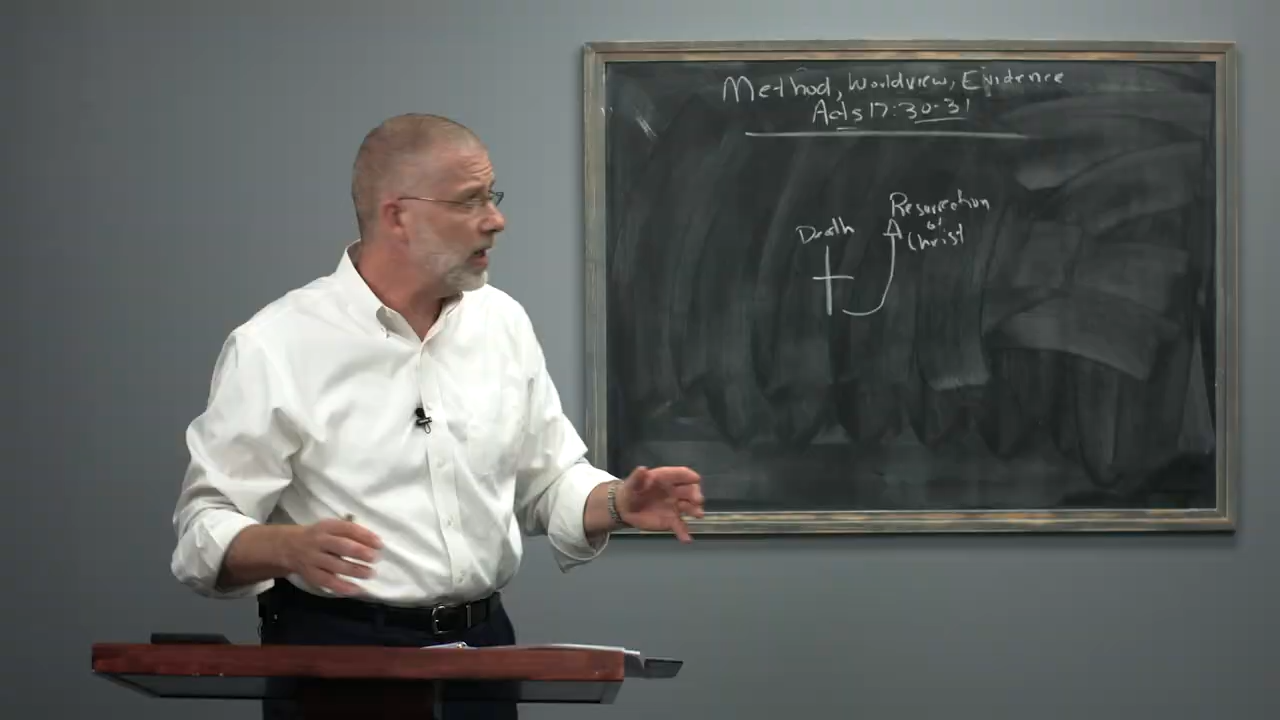 Method, Worldview, Evidence
Acts 17:30-31
Death
Resurrection
of
Christ